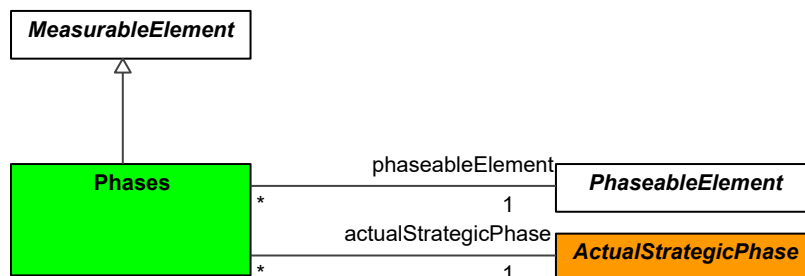 MeasurableElement
Phases
phaseableElement
PhaseableElement
*
1
actualStrategicPhase
ActualStrategicPhase
*
1